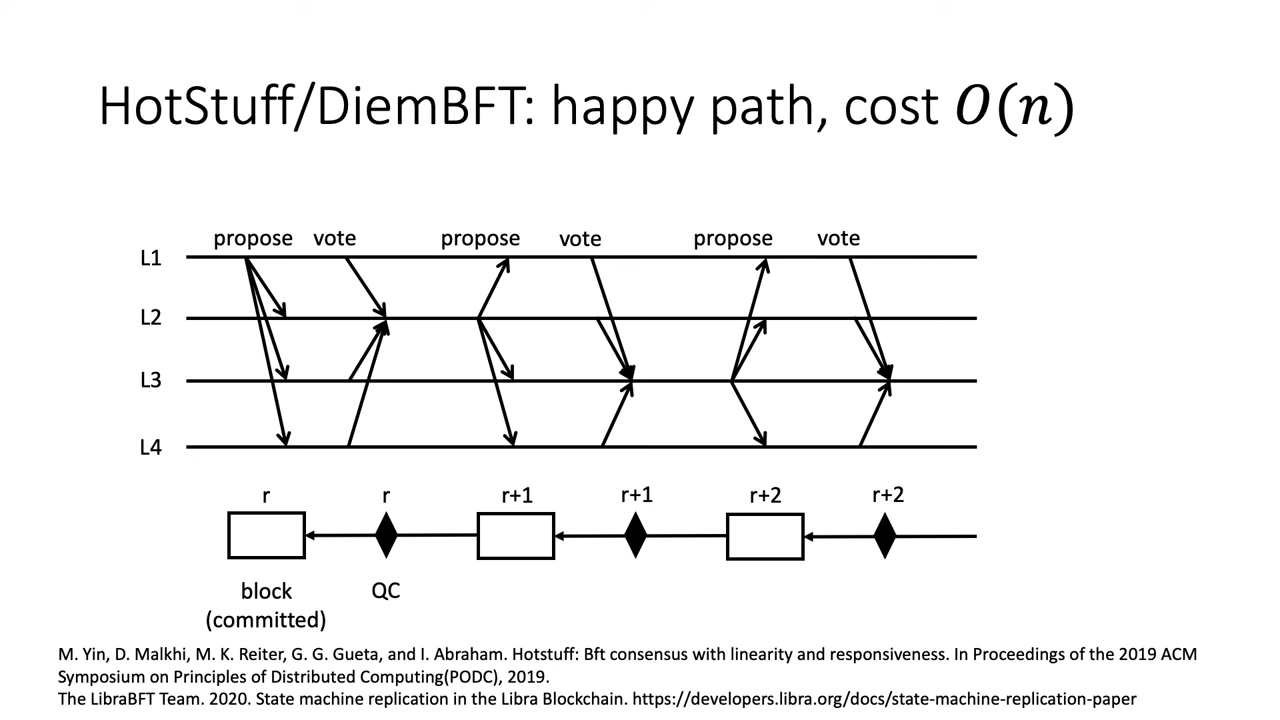 HotStuff/DiemBFT: happy path, cost O(n)
propose vote propose vote propose vote
L1
L2
L3
L4
r r r+1 r+1 r+2 r+2
block QC
(committed)
M. Yin, D. Malkhi, M. K. Reiter, G. G. Gueta, and I. Abraham. Hotstuff: Bft consensus with linearity and responsiveness. In Proceedings of the 2019 ACM
Symposium on Principles of Distributed Computing(PODC), 2019.
The LibraBFT Team. 2020. State machine replication in the Libra Blockchain. https://developers.libra.org/docs/state-machine-replication-paper